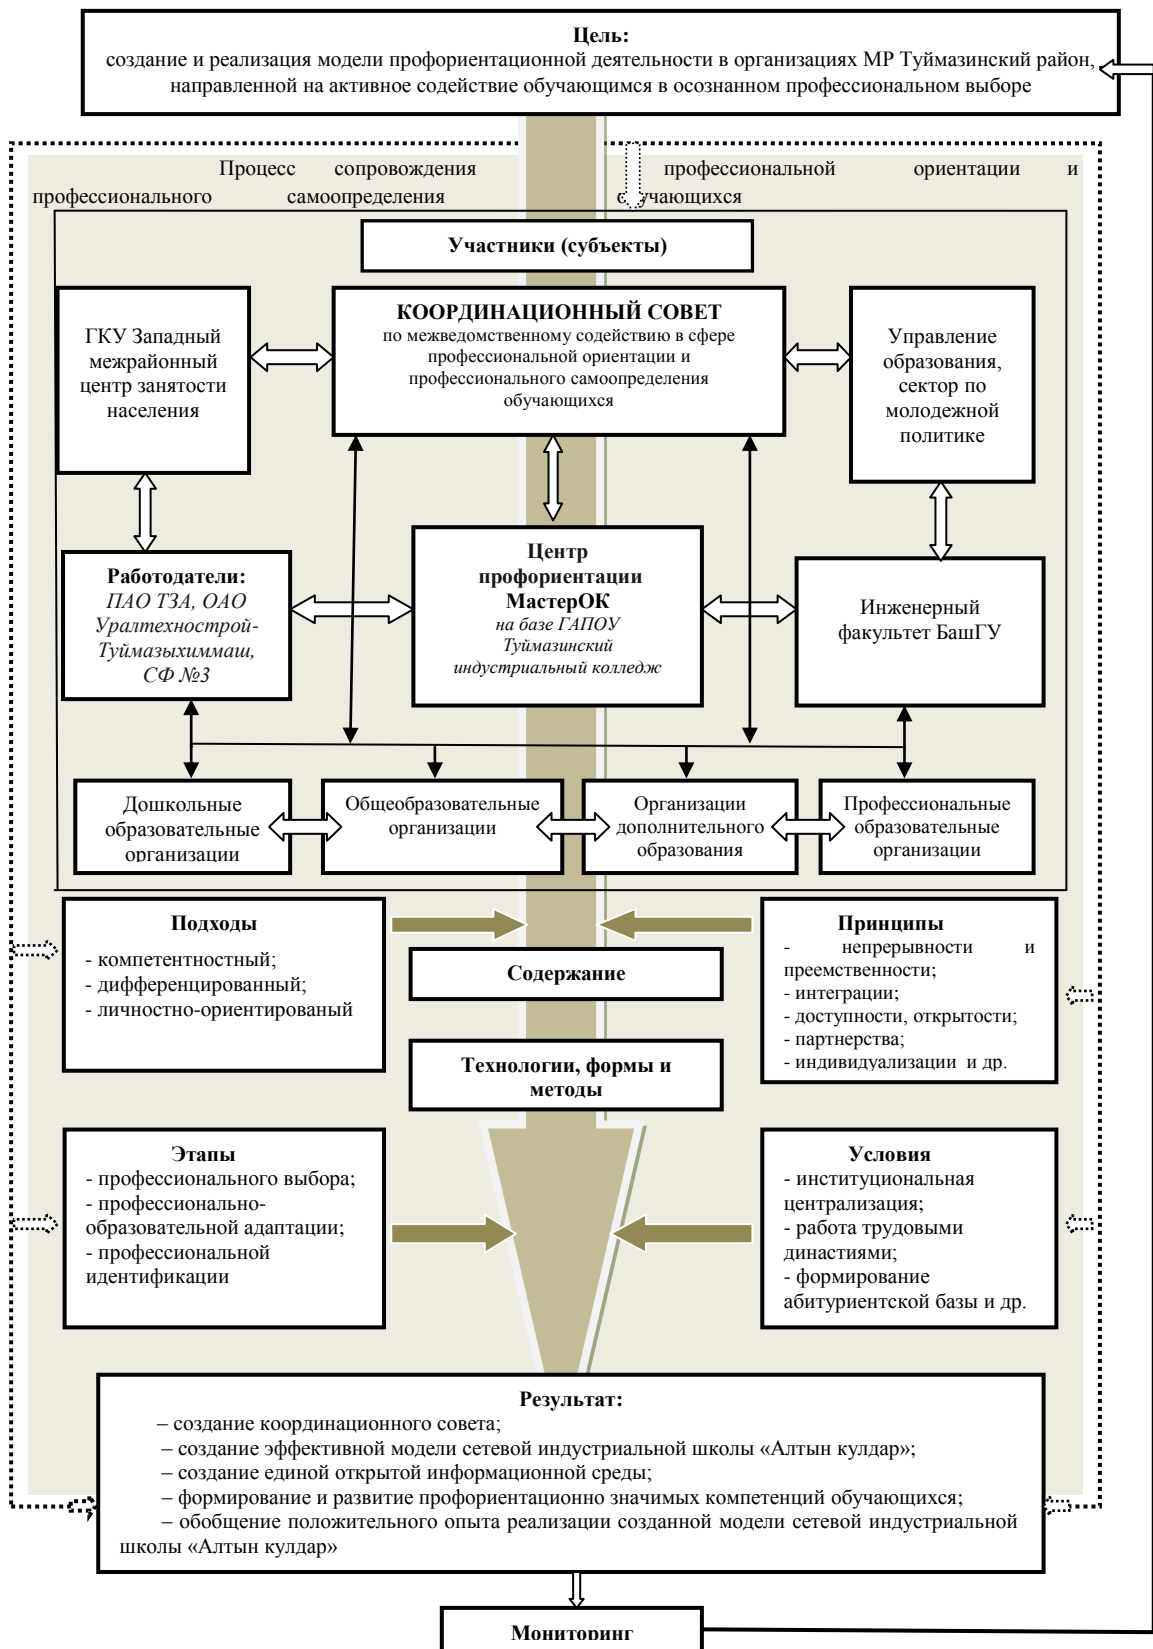 Цель:
создание и реализация модели профориентационной деятельности в организациях МР Туймазинский район,
направленной на активное содействие обучающимся в осознанном профессиональном выборе
Процесс сопровождения профессиональной ориентации и
профессионального самоопределения обучающихся
Участники (субъекты)
ГКУ Западный
межрайонный
центр занятости
населения
КООРДИНАЦИОННЫЙ СОВЕТ
по межведомственному содействию в сфере
профессиональной ориентации и
профессионального самоопределения
обучающихся
Управление
образования,
сектор по
молодежной
политике
Работодатели:
ПАО ТЗА, ОАО
Уралтехнострой-
Туймазыхиммаш,
СФ №3
Центр
профориентации
МастерОК
на базе ГАПОУ
Туймазинский
индустриальный колледж
Инженерный
факультет БашГУ
Дошкольные
образовательные
организации
Общеобразовательные
организации
Организации
дополнительного
образования
Профессиональные
образовательные
организации
Подходы
- компетентностный;
- дифференцированный;
- личностно-ориентированый
Содержание
Принципы
- непрерывности и
преемственности;
- интеграции;
- доступности, открытости;
- партнерства;
- индивидуализации и др.
Технологии, формы и
методы
Этапы
- профессионального выбора;
- профессионально-
образовательной адаптации;
- профессиональной
идентификации
Условия
- институциональная
централизация;
- работа трудовыми
династиями;
- формирование
абитуриентской базы и др.
Результат:
– создание координационного совета;
– создание эффективной модели сетевой индустриальной школы «Алтын кулдар»;
– создание единой открытой информационной среды;
– формирование и развитие профориентационно значимых компетенций обучающихся;
– обобщение положительного опыта реализации созданной модели сетевой индустриальной
школы «Алтын кулдар»
Мониторинг